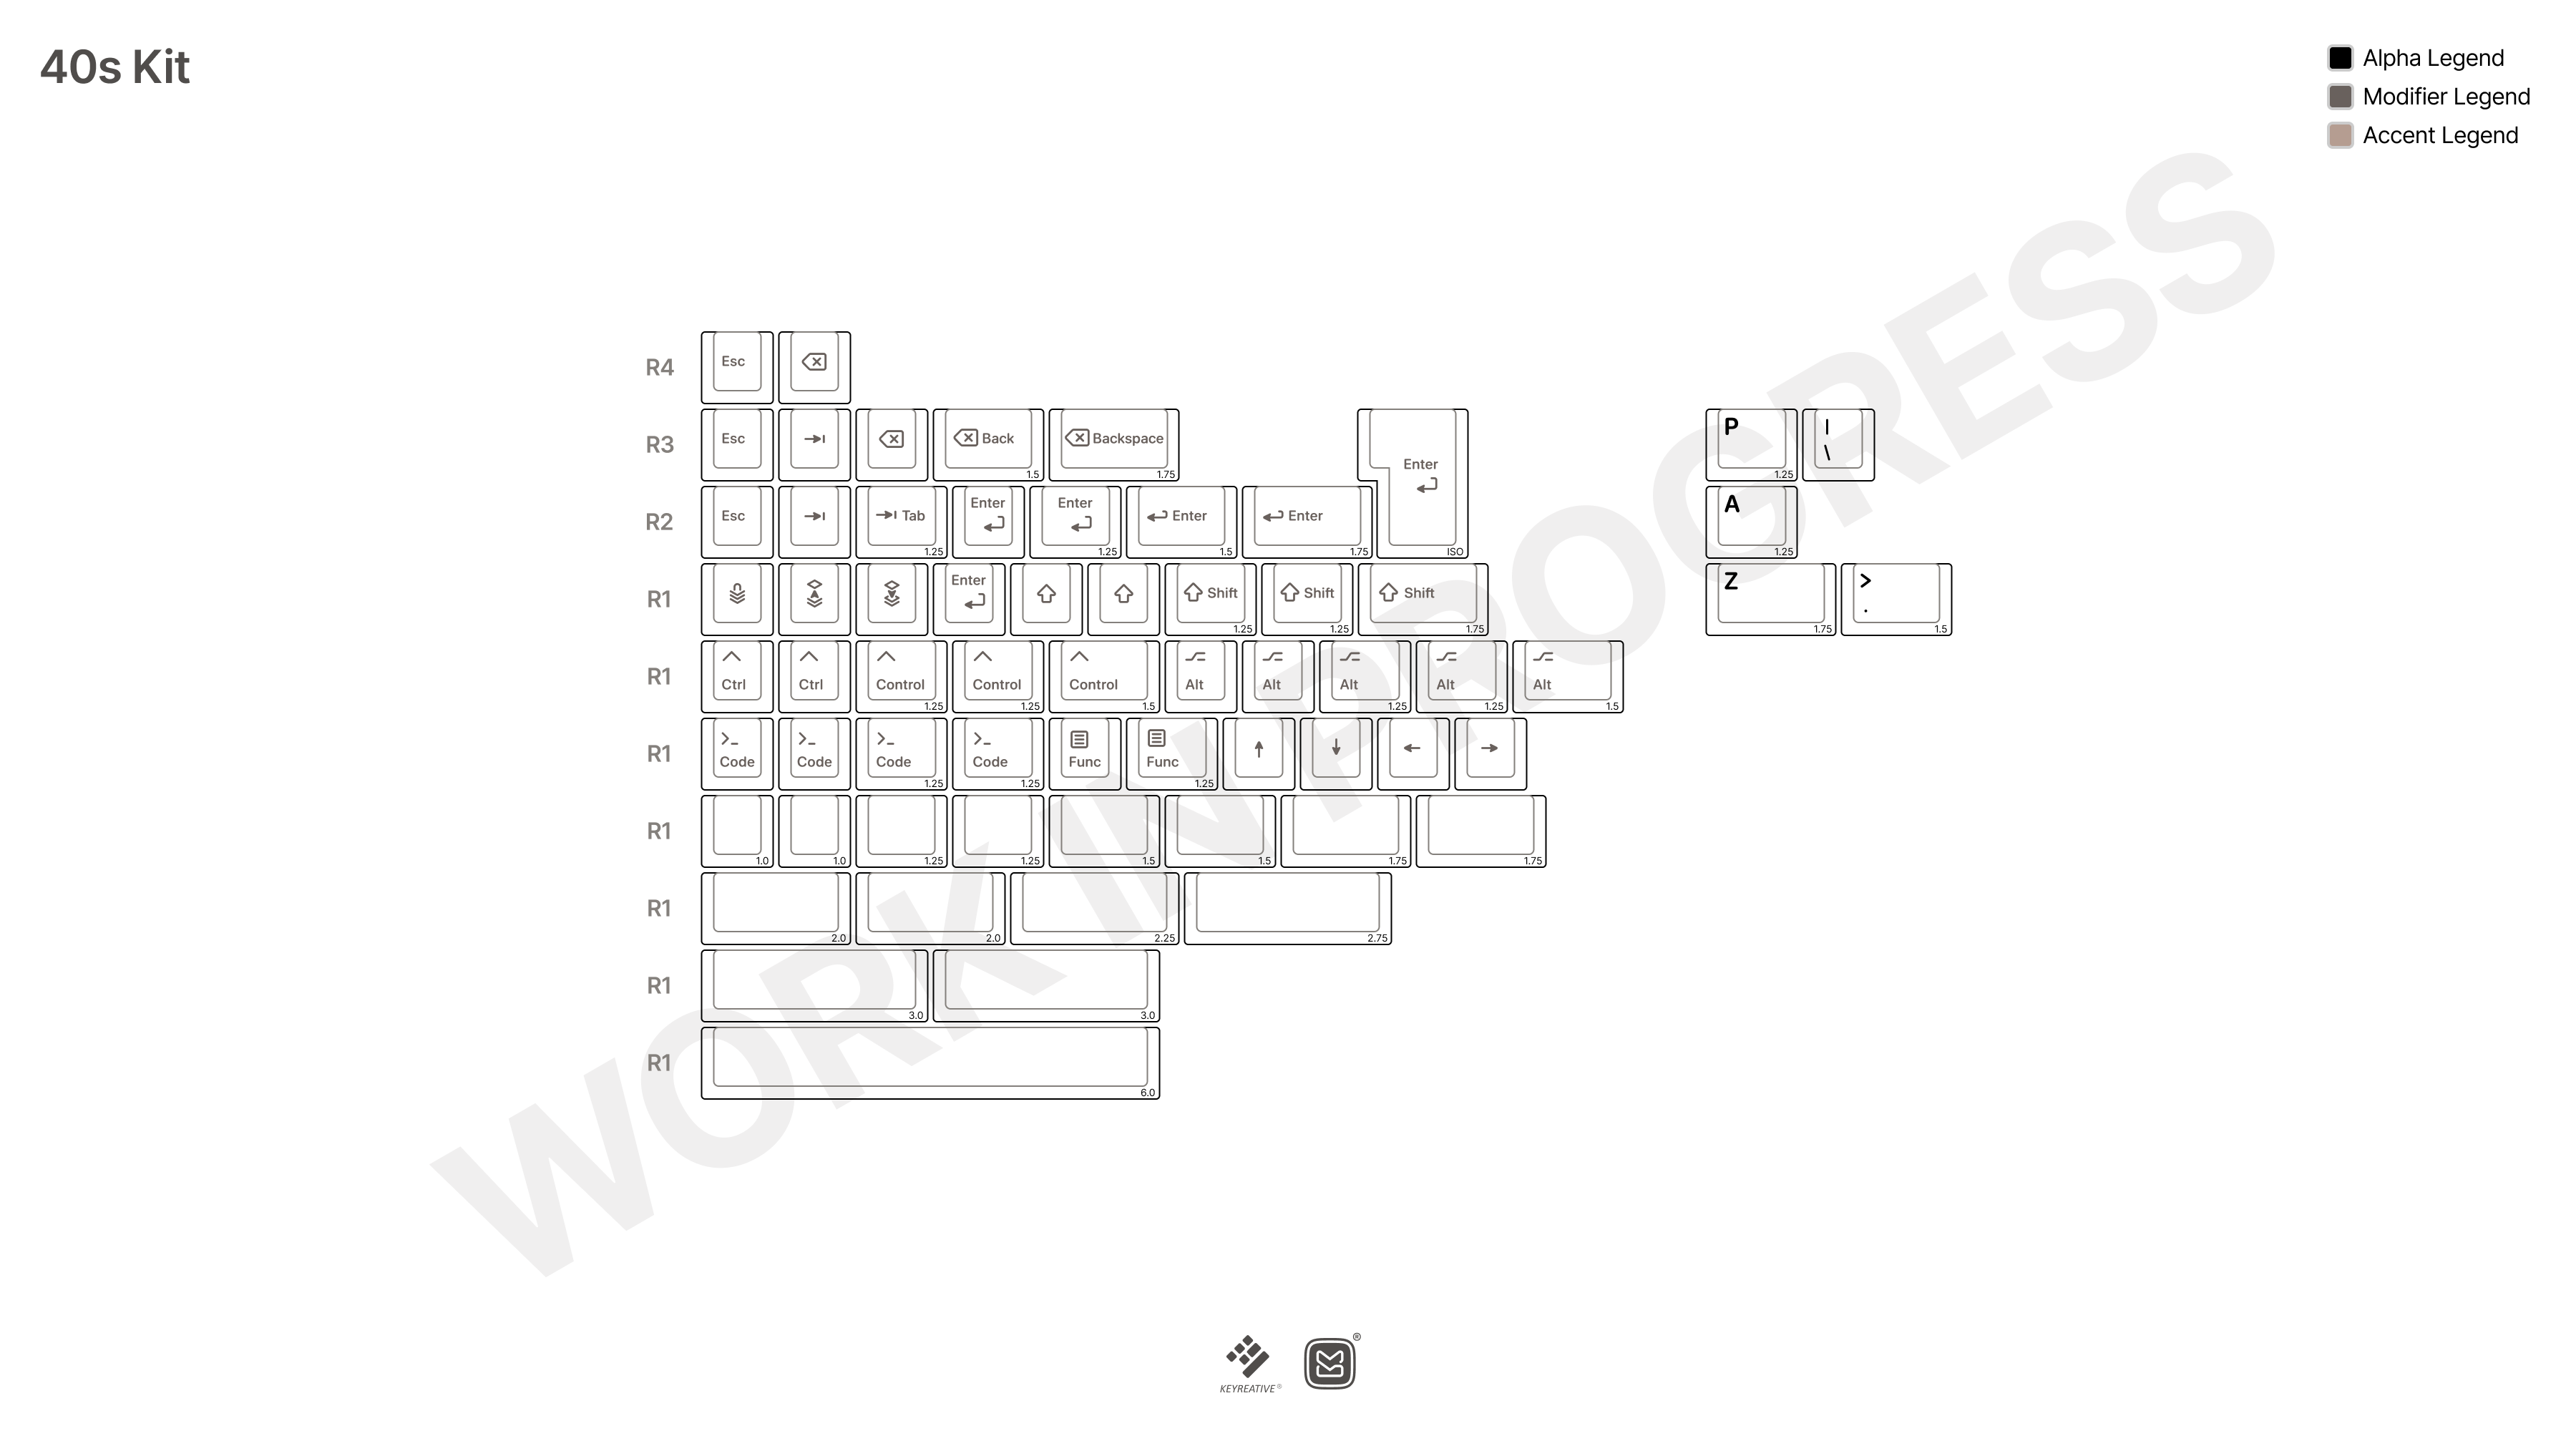 40s Kit
Alpha Legend
Modifier Legend
Accent Legend
WORK IN PROGRESS
R4 Esc
R3 Esc Back 1.5 Backspace 1.75 Enter ISO P 1.25 | \
R2 Esc Tab 1.25 Enter Enter 1.25 Enter 1.5 Enter 1.75 A 1.25
R1 Enter Shift 1.25 Shift 1.25 Shift 1.75 Z 1.75 > . 1.5
R1 Ctrl Ctrl Control 1.25 Control 1.25 Control 1.5 Alt Alt Alt 1.25 Alt 1.25 Alt 1.5
R1 >_ Code >_ Code >_ Code 1.25 >_ Code 1.25 Func Func 1.25 ↑ ↓ ← →
R1 1.0 1.0 1.25 1.25 1.5 1.5 1.75 1.75
R1 2.0 2.0 2.25 2.75
R1 3.0 3.0
R1 6.0
KEYREATIVE® ®